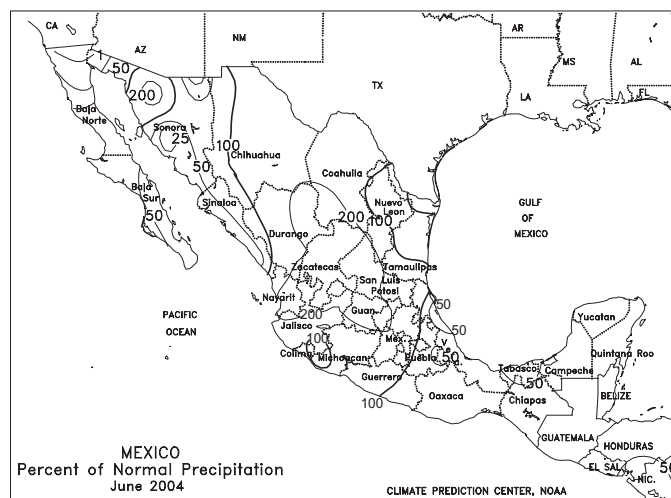 CA
AZ
NM
AR
MS
AL
TX
LA
FL
50
200
Baja
Norte
Sonora
25
100
Chihuahua
50
Coahuila
Baja
Sur
50
Sinaloa
Nuevo
Leon
200
100
GULF
OF
MEXICO
Durango
Zacatecas
Tamaulipas
San Luis
Potosi
Nayarit
50
PACIFIC
OCEAN
200
Guan.
Yucatan
Jalisco
50
100
Mex.
V.
Colima
Michoacan
Puebla
50
Quintana Roo
Tabasco
Campeche
50
Guerrero
100
Oaxaca
Chiapas
BELIZE
GUATEMALA
HONDURAS
EL SAL.
50
NIC.
MEXICO
Percent of Normal Precipitation
June 2004
CLIMATE PREDICTION CENTER, NOAA